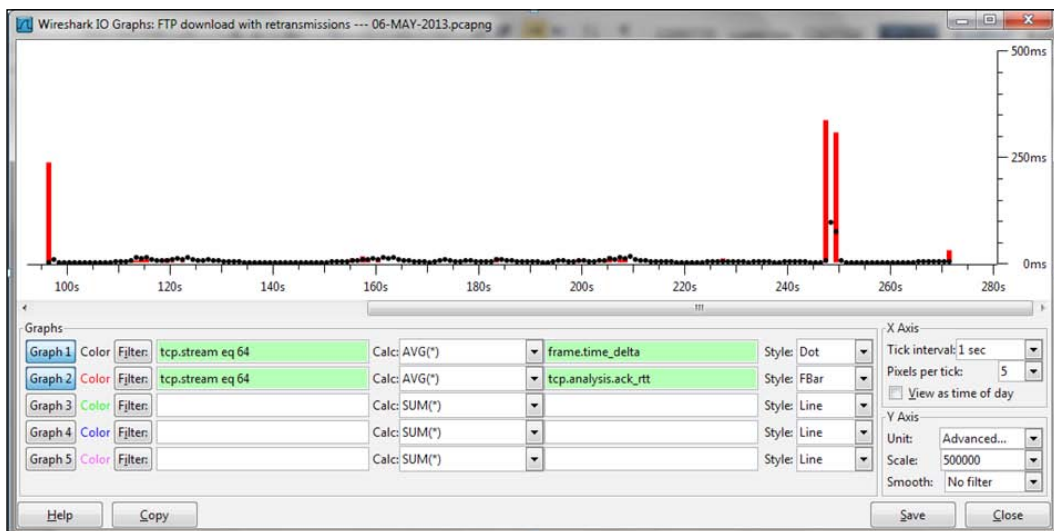 Wireshark IO Graphs: FTP download with retransmissions --- 06-MAY-2013.pcapng
500ms
250ms
0ms
100s 120s 140s 160s 180s 200s 220s 240s 260s 280s
Graphs
Graph 1 Color Filter: tcp.stream eq 64 Calc: AVG(*) frame.time_delta Style: Dot
Graph 2 Color Filter: tcp.stream eq 64 Calc: AVG(*) tcp.analysis.ack_rtt Style: FBar
Graph 3 Color Filter: Calc: SUM(*) Style: Line
Graph 4 Color Filter: Calc: SUM(*) Style: Line
Graph 5 Color Filter: Calc: SUM(*) Style: Line
X Axis
Tick interval: 1 sec
Pixels per tick: 5
View as time of day
Y Axis
Unit: Advanced...
Scale: 500000
Smooth: No filter
Help Copy Save Close